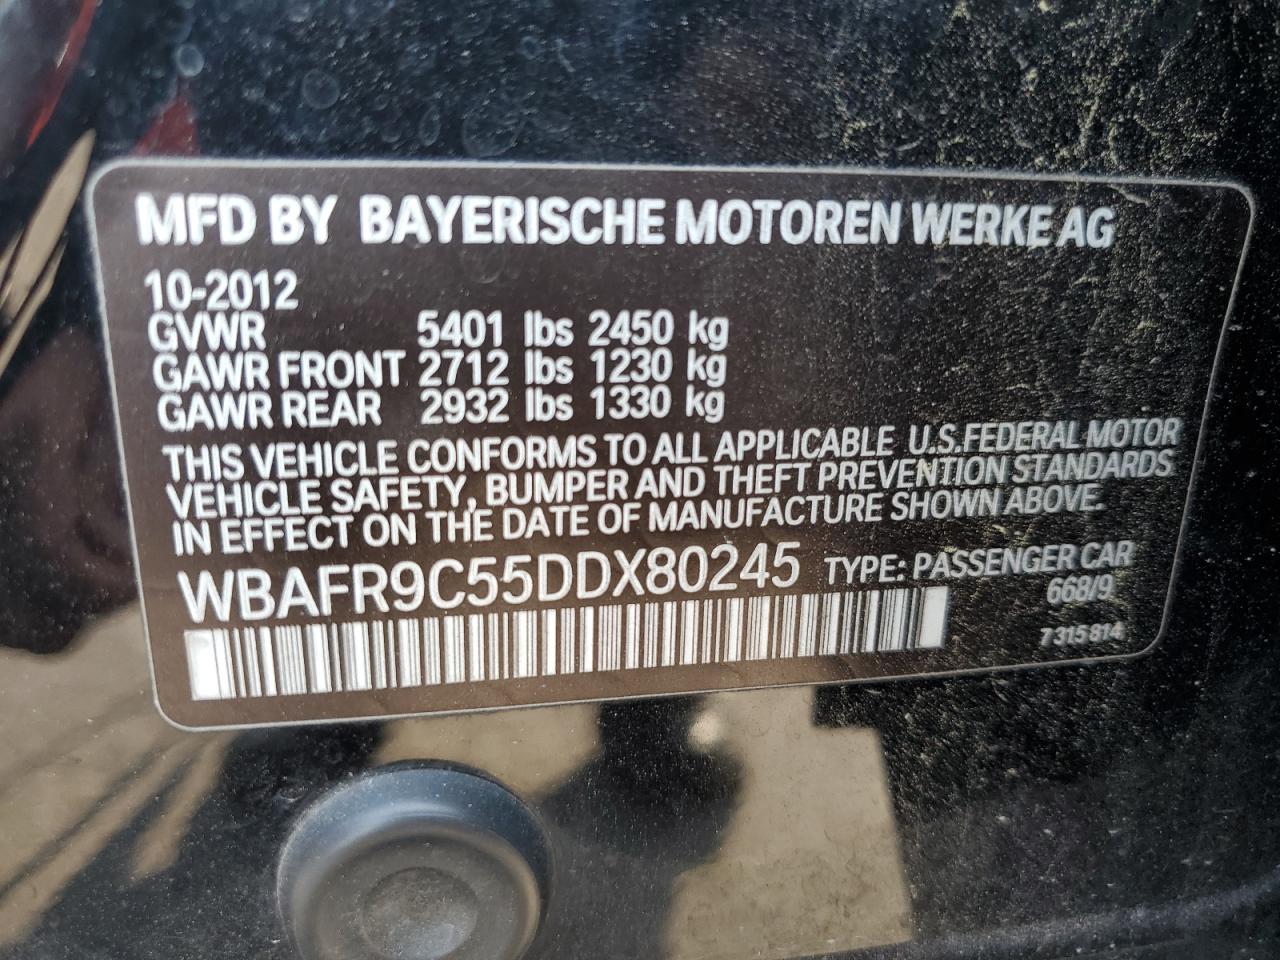 MFD BY BAYERISCHE MOTOREN WERKE AG
10-2012
GVWR 5401 lbs 2450 kg
GAWR FRONT 2712 lbs 1230 kg
GAWR REAR 2932 lbs 1330 kg
THIS VEHICLE CONFORMS TO ALL APPLICABLE U.S.FEDERAL MOTOR
VEHICLE SAFETY, BUMPER AND THEFT PREVENTION STANDARDS
IN EFFECT ON THE DATE OF MANUFACTURE SHOWN ABOVE.
WBAFR9C55DDX80245 TYPE: PASSENGER CAR
668/9
7 315 814